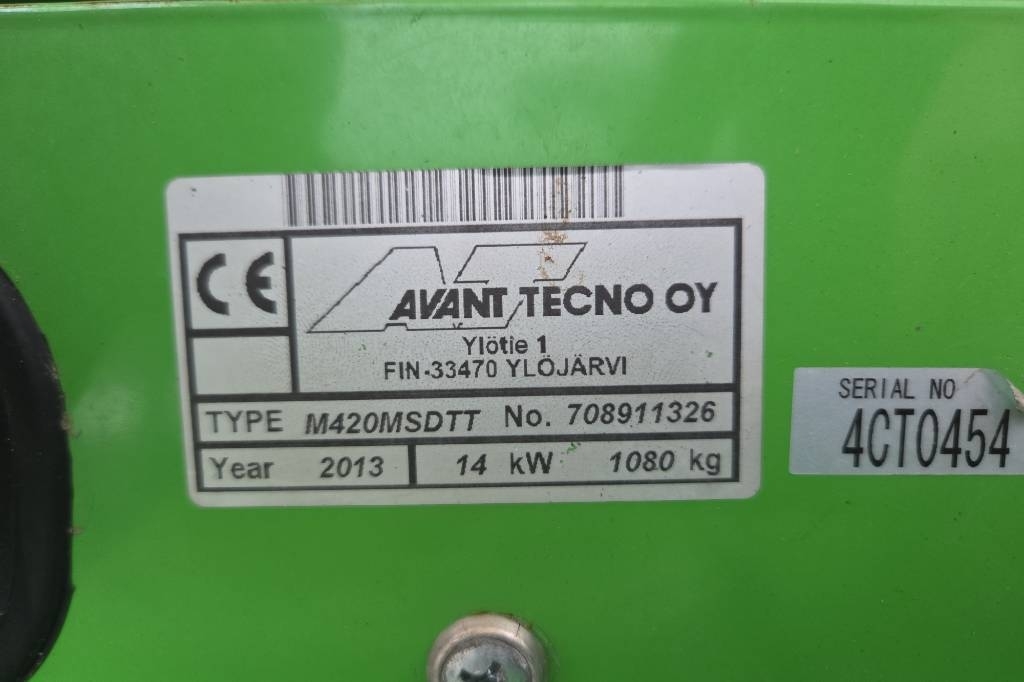 CE
AVANT TECNO OY
Ylötie 1
FIN-33470 YLÖJÄRVI
TYPE M420MSDTT No. 708911326
Year 2013 14 kW 1080 kg
SERIAL NO
4CT0454